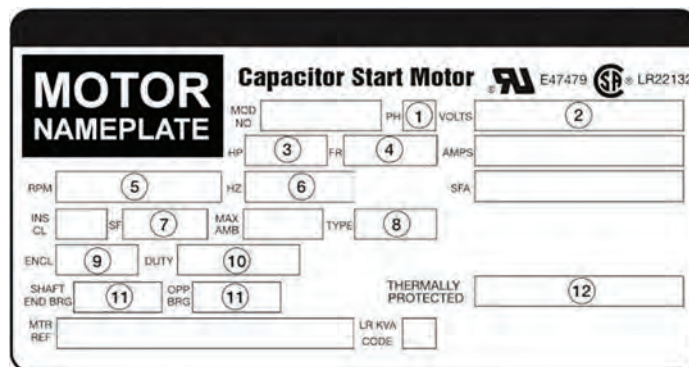 MOTOR
NAMEPLATE
Capacitor Start Motor ® E47479 ® LR22132
MOD NO PH 1 VOLTS 2
HP 3 FR 4 AMPS
RPM 5 HZ 6 SFA
INS CL SF 7 MAX AMB TYPE 8
ENCL 9 DUTY 10
SHAFT END BRG 11 OPP BRG 11 THERMALLY PROTECTED 12
MTR REF LR KVA CODE